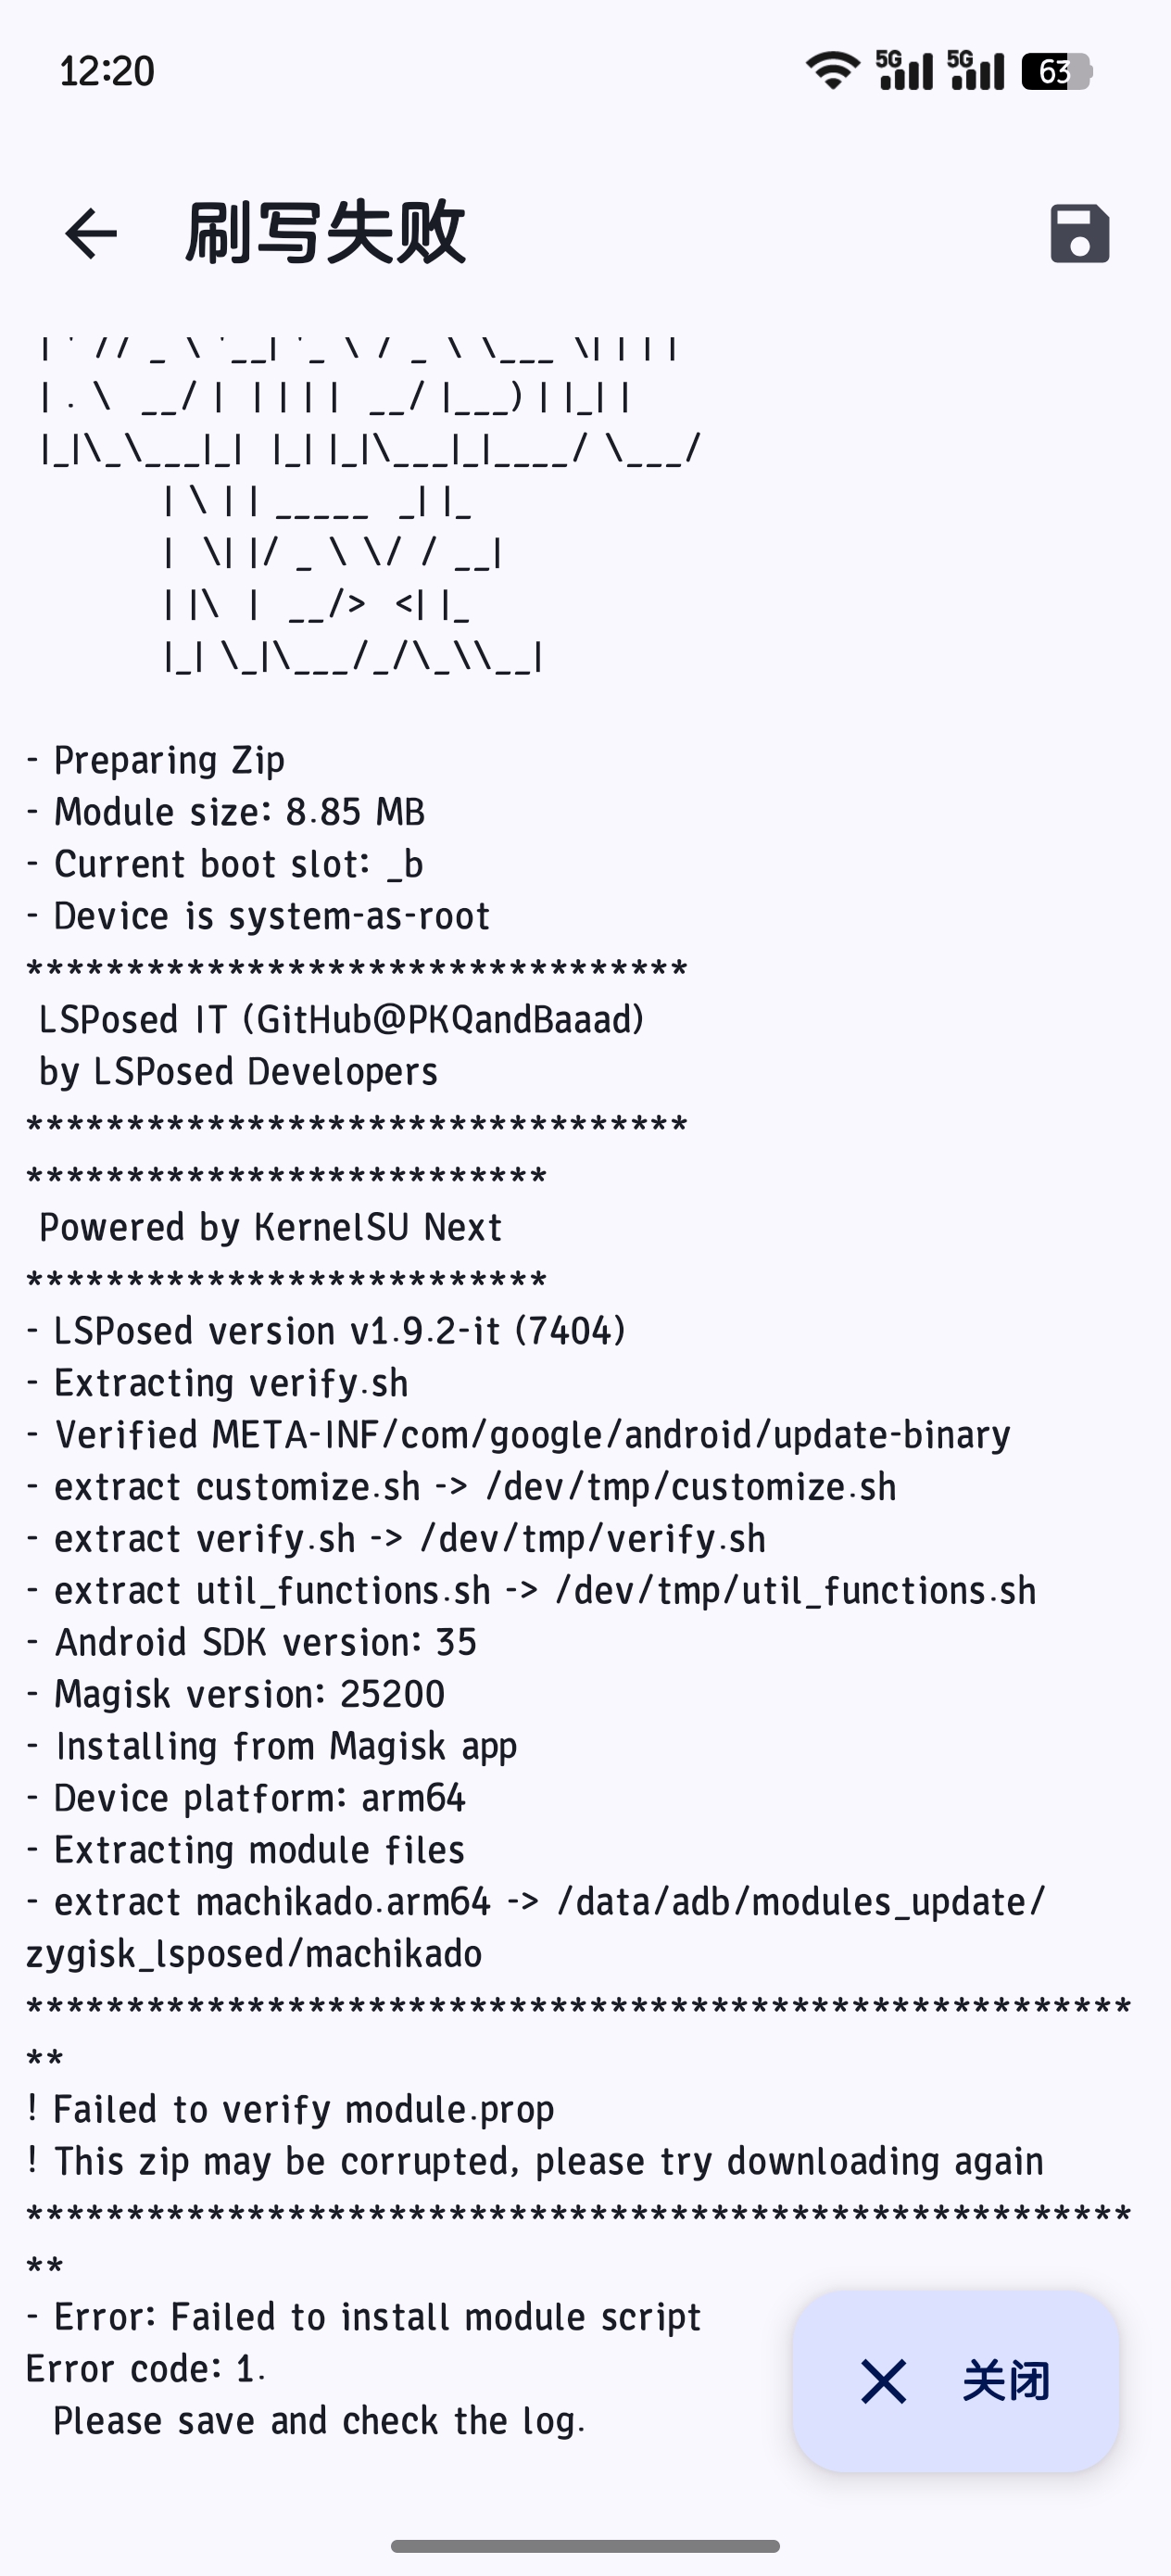 12:20
5G 5G 63
刷写失败
| ' // _ \ '__| '_ \ / _ \ \___ \| | | |
| . \  __/ |  | | | |  __/ |___) | |_| |
|_|\_\___|_|  |_| |_|\___|_|____/ \___/
| \ | | _____  _| |_
|  \| |/ _ \ \/ / __|
| |\  |  __/>  <| |_
|_| \_|\___/_/\_\\__|
- Preparing Zip
- Module size: 8.85 MB
- Current boot slot: _b
- Device is system-as-root
*********************************
LSPosed IT (GitHub@PKQandBaaad)
by LSPosed Developers
*********************************
**************************
Powered by KernelSU Next
**************************
- LSPosed version v1.9.2-it (7404)
- Extracting verify.sh
- Verified META-INF/com/google/android/update-binary
- extract customize.sh -> /dev/tmp/customize.sh
- extract verify.sh -> /dev/tmp/verify.sh
- extract util_functions.sh -> /dev/tmp/util_functions.sh
- Android SDK version: 35
- Magisk version: 25200
- Installing from Magisk app
- Device platform: arm64
- Extracting module files
- extract machikado.arm64 -> /data/adb/modules_update/
zygisk_lsposed/machikado
*******************************************************
**
! Failed to verify module.prop
! This zip may be corrupted, please try downloading again
*******************************************************
**
- Error: Failed to install module script
Error code: 1.
Please save and check the log.
关闭